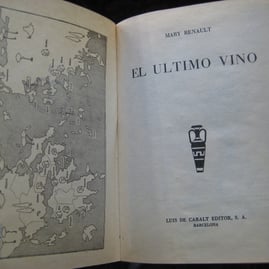 MARY RENAULT
EL ULTIMO VINO
LUIS DE CARALT EDITOR, S. A.
BARCELONA